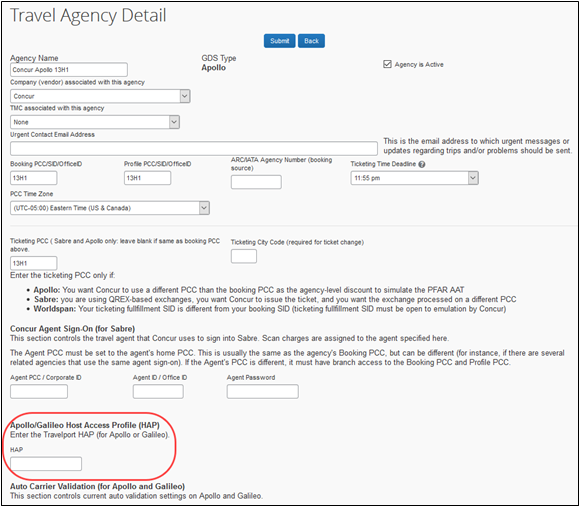 Travel Agency Detail
Submit Back
Agency Name GDS Type
Apollo
Agency is Active
Concur Apollo 13H1
Company (vendor) associated with this agency
Concur
TMC associated with this agency
None
Urgent Contact Email Address
This is the email address to which urgent messages or
updates regarding trips and/or problems should be sent.
Booking PCC/SID/OfficeID Profile PCC/SID/OfficeID ARC/IATA Agency Number (booking
source) Ticketing Time Deadline ?
13H1 13H1 11:55 pm
PCC Time Zone
(UTC-05:00) Eastern Time (US & Canada)
Ticketing PCC ( Sabre and Apollo only: leave blank if same as booking PCC
above. Ticketing City Code (required for ticket change)
13H1
Enter the ticketing PCC only if:
• Apollo: You want Concur to use a different PCC than the booking PCC as the agency-level discount to simulate the PFAR AAT
• Sabre: you are using QREX-based exchanges, you want Concur to issue the ticket, and you want the exchange processed on a different PCC
• Worldspan: Your ticketing fullfillment SID is different from your booking SID (ticketing fullfillment SID must be open to emulation by Concur)
Concur Agent Sign-On (for Sabre)
This section controls the travel agent that Concur uses to sign into Sabre. Scan charges are assigned to the agent specified here.
The Agent PCC must be set to the agent's home PCC. This is usually the same as the agency's Booking PCC, but can be different (for instance, if there are several
related agencies that use the same agent sign-on). If the Agent's PCC is different, it must have branch access to the Booking PCC and Profile PCC.
Agent PCC / Corporate ID Agent ID / Office ID Agent Password
Apollo/Galileo Host Access Profile (HAP)
Enter the Travelport HAP (for Apollo or Galileo).
HAP
Auto Carrier Validation (for Apollo and Galileo)
This section controls current auto validation settings on Apollo and Galileo.